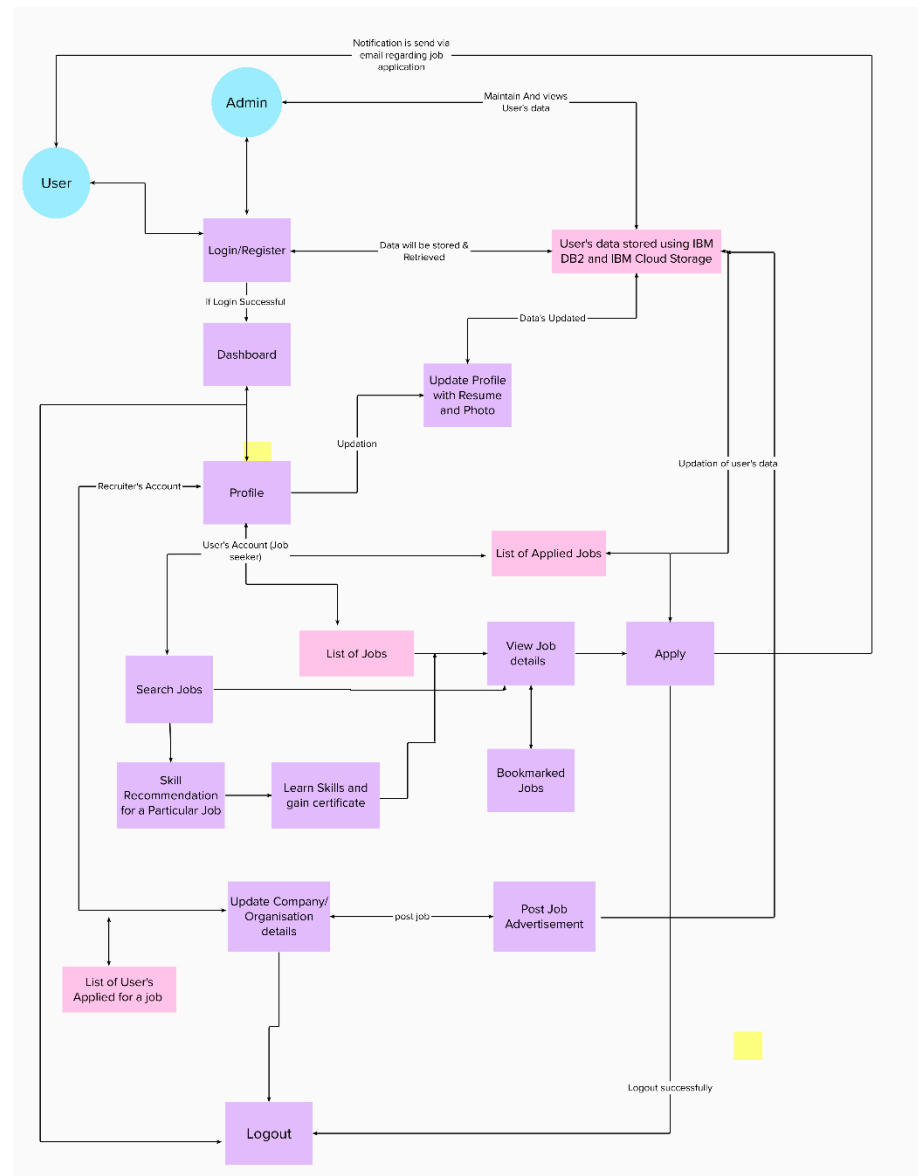 Notification is send via
email regarding job
application
Admin
Maintain And views
User's data
User
Login/Register
Data will be stored &
Retrieved
User's data stored using IBM
DB2 and IBM Cloud Storage
if Login Successful
Data's Updated
Dashboard
Update Profile
with Resume
and Photo
Updation
Updation of user's data
Recruiter's Account
Profile
User's Account (Job
seeker)
List of Applied Jobs
List of Jobs
View Job
details
Apply
Search Jobs
Skill
Recommendation
for a Particular Job
Learn Skills and
gain certificate
Bookmarked
Jobs
Update Company/
Organisation
details
post job
Post Job
Advertisement
List of User's
Applied for a job
Logout successfully
Logout